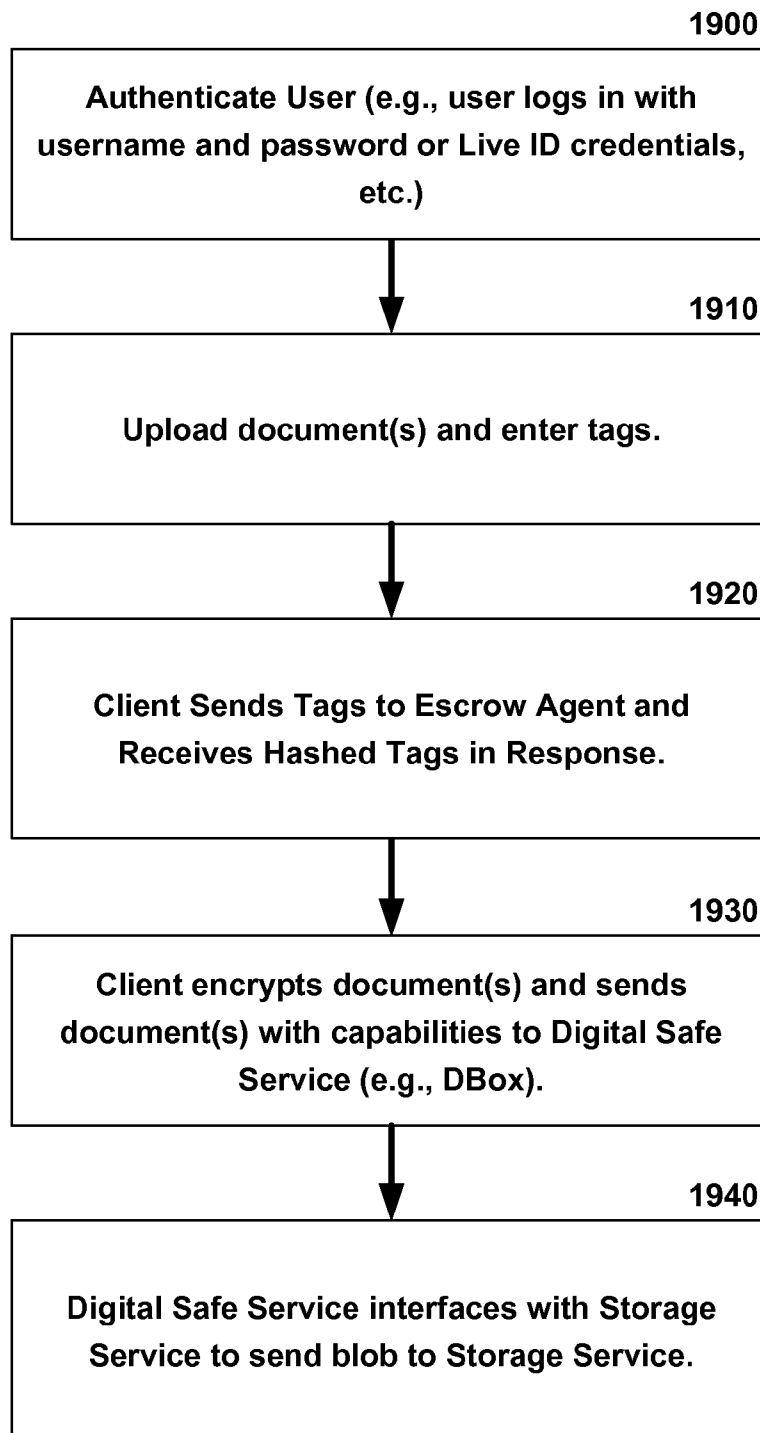 1900
Authenticate User (e.g., user logs in with
username and password or Live ID credentials,
etc.)
1910
Upload document(s) and enter tags.
1920
Client Sends Tags to Escrow Agent and
Receives Hashed Tags in Response.
1930
Client encrypts document(s) and sends
document(s) with capabilities to Digital Safe
Service (e.g., DBox).
1940
Digital Safe Service interfaces with Storage
Service to send blob to Storage Service.